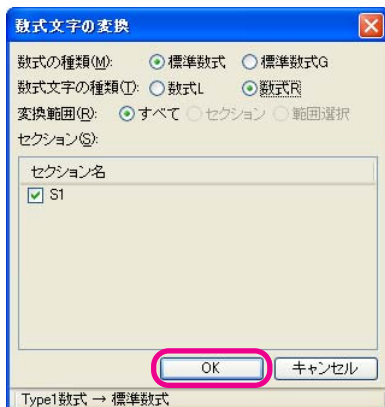 数式文字の変換
数式の種類(M): 標準数式 標準数式G
数式文字の種類(T): 数式L 数式R
変換範囲(R): すべて セクション 範囲選択
セクション(S):
セクション名
S1
OK キャンセル
Type1数式 → 標準数式